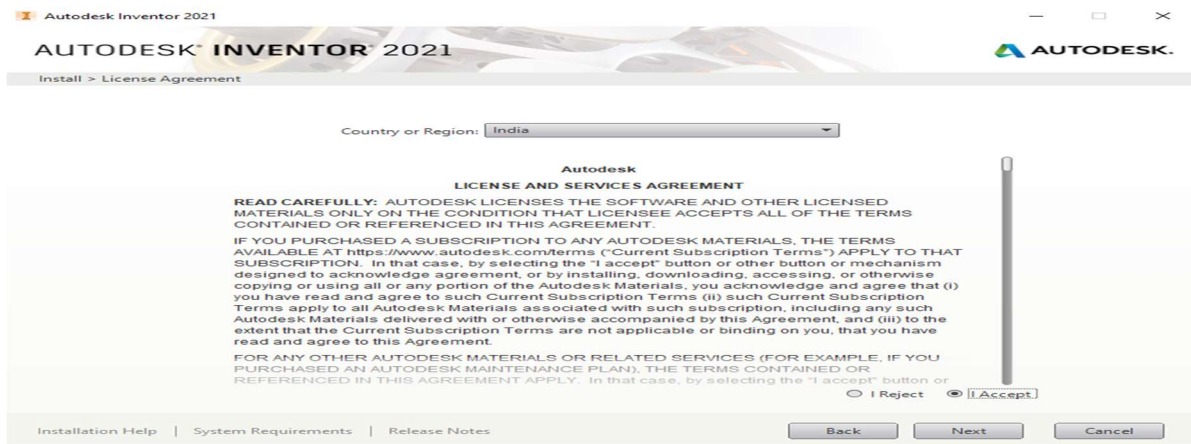 Autodesk Inventor 2021
AUTODESK® INVENTOR® 2021
AUTODESK.
Install > License Agreement
Country or Region: India
Autodesk
LICENSE AND SERVICES AGREEMENT
READ CAREFULLY: AUTODESK LICENSES THE SOFTWARE AND OTHER LICENSED
MATERIALS ONLY ON THE CONDITION THAT LICENSEE ACCEPTS ALL OF THE TERMS
CONTAINED OR REFERENCED IN THIS AGREEMENT.
IF YOU PURCHASED A SUBSCRIPTION TO ANY AUTODESK MATERIALS, THE TERMS
AVAILABLE AT https://www.autodesk.com/terms (“Current Subscription Terms”) APPLY TO THAT
SUBSCRIPTION. In that case, by selecting the “I accept” button or other button or mechanism
designed to acknowledge agreement, or by installing, downloading, accessing, or otherwise
copying or using all or any portion of the Autodesk Materials, you acknowledge and agree that (i)
you have read and agree to such Current Subscription Terms (ii) such Current Subscription
Terms apply to all Autodesk Materials associated with such subscription, including any such
Autodesk Materials delivered with or otherwise accompanied by this Agreement, and (iii) to the
extent that the Current Subscription Terms are not applicable or binding on you, that you have
read and agree to this Agreement.
FOR ANY OTHER AUTODESK MATERIALS OR RELATED SERVICES (FOR EXAMPLE, IF YOU
PURCHASED AN AUTODESK MAINTENANCE PLAN), THE TERMS CONTAINED OR
REFERENCED IN THIS AGREEMENT APPLY. In that case, by selecting the “I accept” button or
I Reject I Accept
Installation Help | System Requirements | Release Notes Back Next Cancel